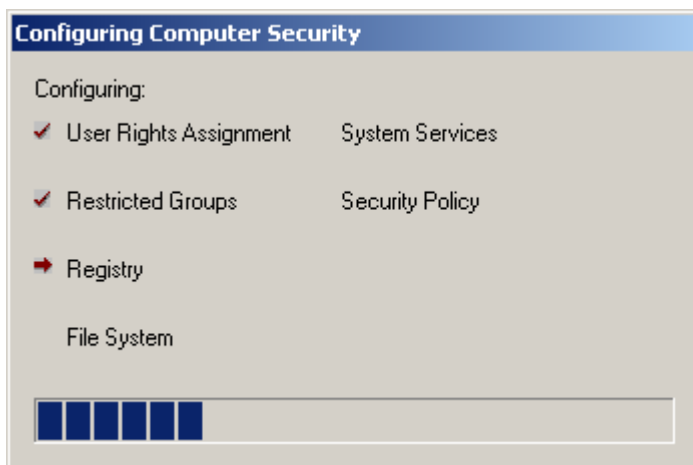 Configuring Computer Security
Configuring:
User Rights Assignment
System Services
Restricted Groups
Security Policy
Registry
File System